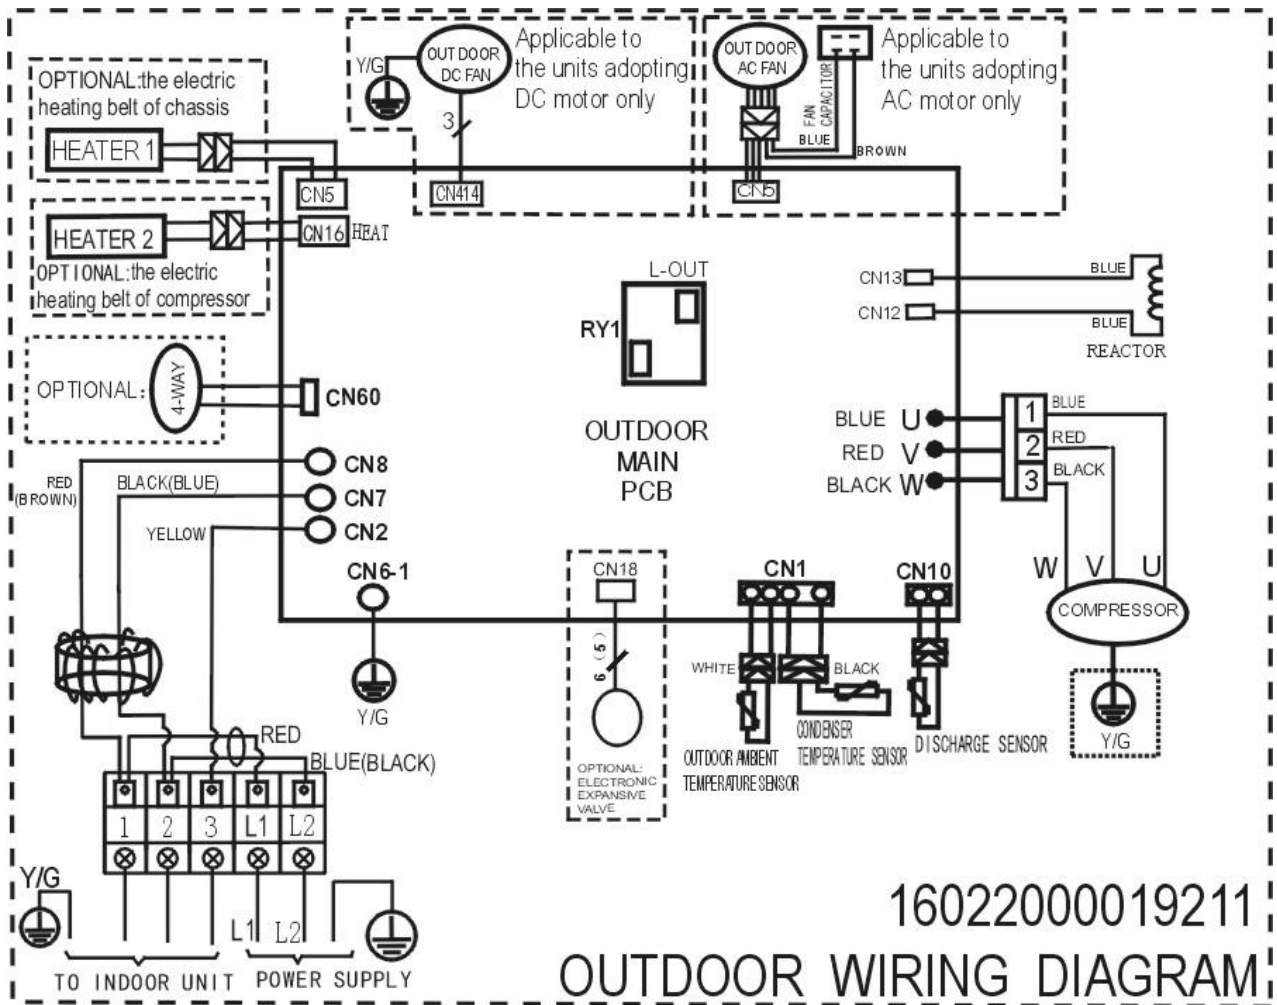 OPTIONAL:the electric
heating belt of chassis
HEATER 1
CN5
HEATER 2
CN16 HEAT
OPTIONAL:the electric
heating belt of compressor
Y/G
OUTDOOR
DC FAN
Applicable to
the units adopting
DC motor only
3
CN414
OUTDOOR
AC FAN
FAN
CAPACITOR
BLUE
BROWN
Applicable to
the units adopting
AC motor only
CN5
L-OUT
RY1
CN13
BLUE
CN12
BLUE
REACTOR
OPTIONAL:
4-WAY
CN60
OUTDOOR
MAIN
PCB
BLUE U
RED V
BLACK W
1
2
3
BLUE
RED
BLACK
W V U
COMPRESSOR
Y/G
RED
(BROWN)
BLACK(BLUE)
YELLOW
CN8
CN7
CN2
CN6-1
Y/G
CN18
6 (5)
OPTIONAL:
ELECTRONIC
EXPANSIVE
VALVE
CN1
WHITE
BLACK
OUTDOOR AMBIENT
TEMPERATURE SENSOR
CONDENSER
TEMPERATURE SENSOR
CN10
DISCHARGE SENSOR
RED
BLUE(BLACK)
1 2 3 L1 L2
Y/G
L1 L2
TO INDOOR UNIT
POWER SUPPLY
16022000019211
OUTDOOR WIRING DIAGRAM